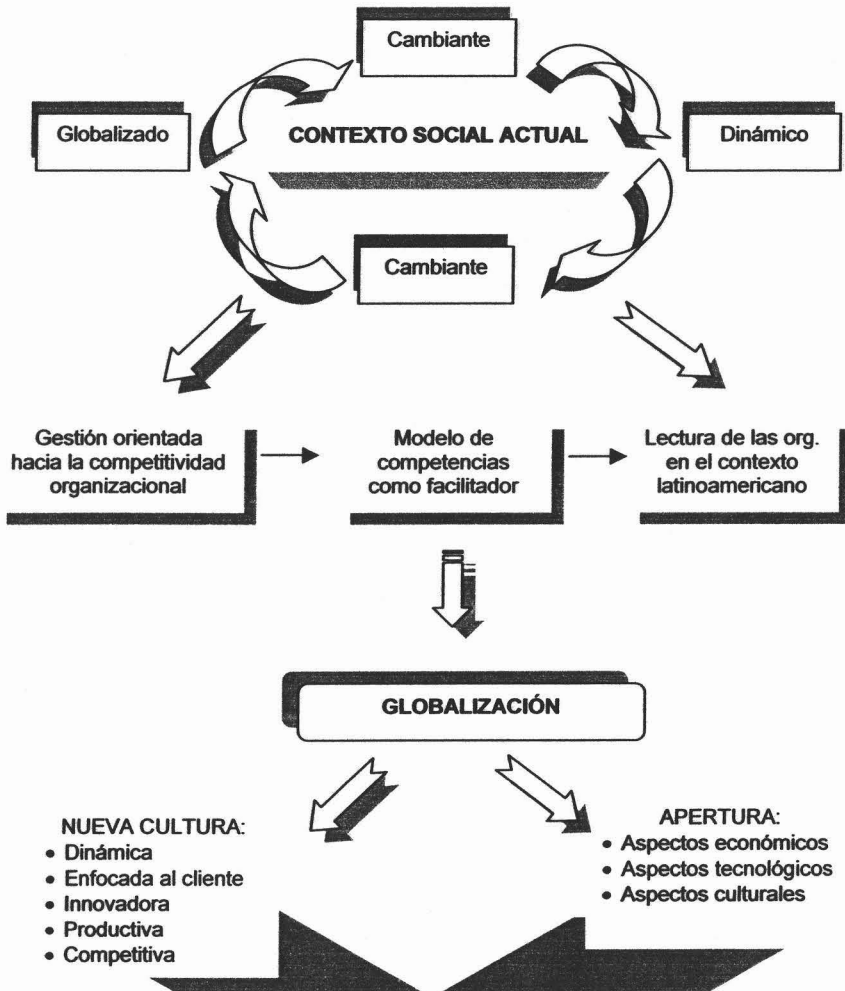 Cambiante
Globalizado
CONTEXTO SOCIAL ACTUAL
Dinámico
Cambiante
Gestión orientada
hacia la competitividad
organizacional
Modelo de
competencias
como facilitador
Lectura de las org.
en el contexto
latinoamericano
GLOBALIZACIÓN
NUEVA CULTURA:
• Dinámica
• Enfocada al cliente
• Innovadora
• Productiva
• Competitiva
APERTURA:
• Aspectos económicos
• Aspectos tecnológicos
• Aspectos culturales